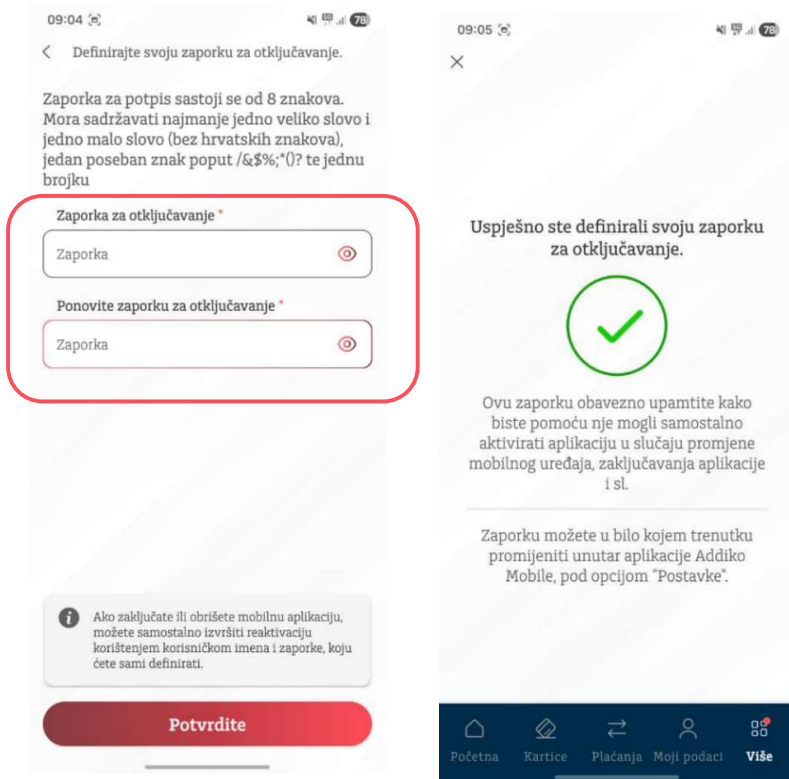 09:04
78
Definirajte svoju zaporku za otključavanje.
Zaporka za potpis sastoji se od 8 znakova.
Mora sadržavati najmanje jedno veliko slovo i
jedno malo slovo (bez hrvatskih znakova),
jedan poseban znak poput /&$%;*()? te jednu
brojku
Zaporka za otključavanje *
Zaporka
Ponovite zaporku za otključavanje *
Zaporka
Ako zaključate ili obrišete mobilnu aplikaciju,
možete samostalno izvršiti reaktivaciju
korištenjem korisničkom imena i zaporke, koju
ćete sami definirati.
Potvrdite
09:05
78
Uspješno ste definirali svoju zaporku
za otključavanje.
Ovu zaporku obavezno upamtite kako
biste pomoću nje mogli samostalno
aktivirati aplikaciju u slučaju promjene
mobilnog uređaja, zaključavanja aplikacije
i sl.
Zaporku možete u bilo kojem trenutku
promijeniti unutar aplikacije Addiko
Mobile, pod opcijom "Postavke".
Početna Kartice Plaćanja Moji podaci Više